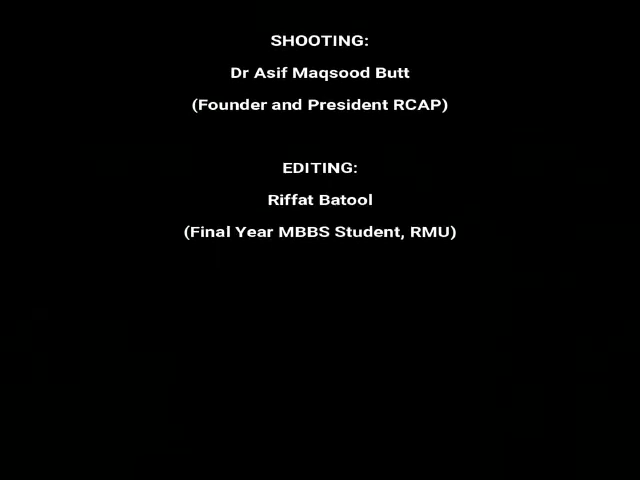 SHOOTING:
Dr Asif Maqsood Butt
(Founder and President RCAP)
EDITING:
Riffat Batool
(Final Year MBBS Student, RMU)